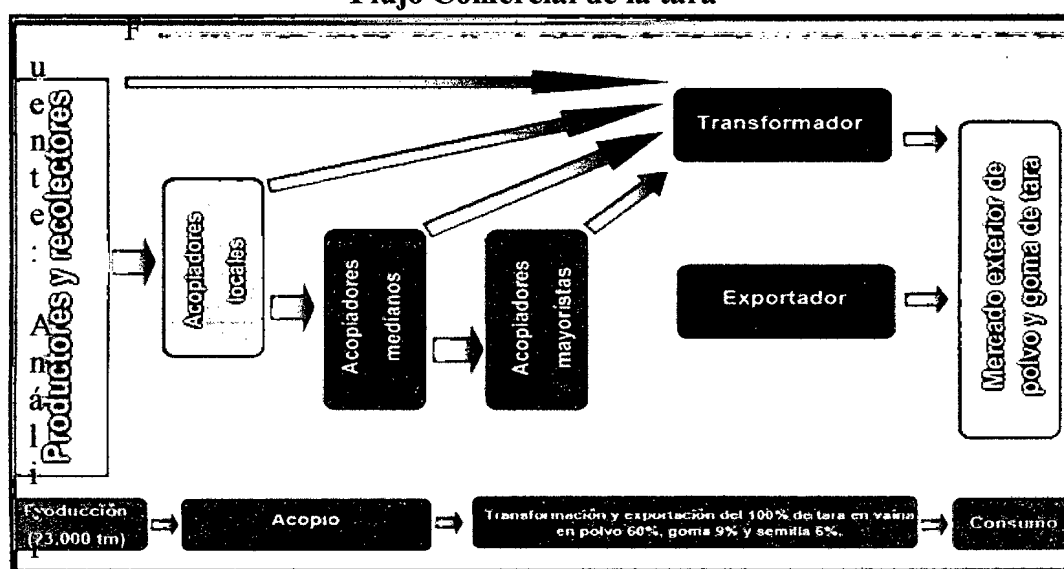 Flujo Comercial de la tara
F
u
e
n
t
e
:
A
n
á
l
i
Productores y recolectores
Acopiadores
locales
Acopiadores
medianos
Acopiadores
mayoristas
Transformador
Exportador
Mercado exterior de
polvo y goma de tara
Producción
(23,000 tm)
Acopio
Transformación y exportación del 100% de tara en vaina
en polvo 60%, goma 9% y semilla 6%.
Consumo